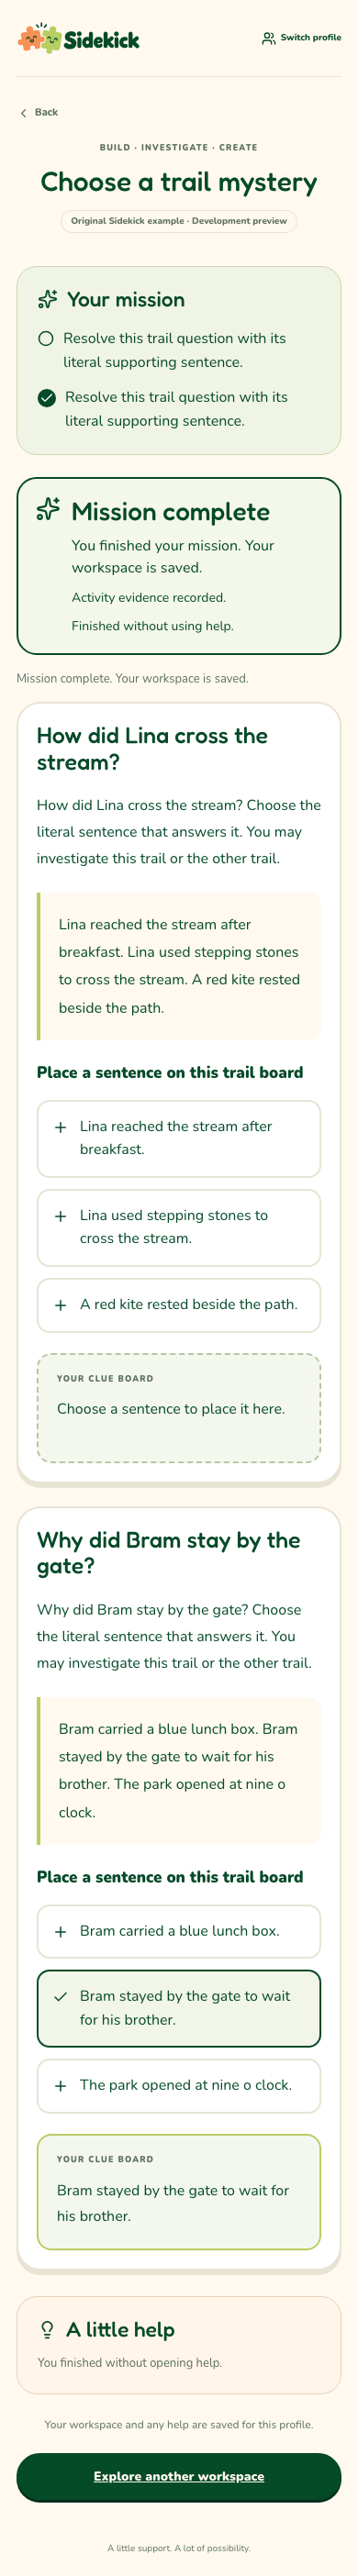 Sidekick
Switch profile
Back
BUILD · INVESTIGATE · CREATE
Choose a trail mystery
Original Sidekick example · Development preview
Your mission
Resolve this trail question with its
literal supporting sentence.
Resolve this trail question with its
literal supporting sentence.
Mission complete
You finished your mission. Your
workspace is saved.
Activity evidence recorded.
Finished without using help.
Mission complete. Your workspace is saved.
How did Lina cross the
stream?
How did Lina cross the stream? Choose the
literal sentence that answers it. You may
investigate this trail or the other trail.
Lina reached the stream after
breakfast. Lina used stepping stones
to cross the stream. A red kite rested
beside the path.
Place a sentence on this trail board
Lina reached the stream after
breakfast.
Lina used stepping stones to
cross the stream.
A red kite rested beside the path.
YOUR CLUE BOARD
Choose a sentence to place it here.
Why did Bram stay by the
gate?
Why did Bram stay by the gate? Choose
the literal sentence that answers it. You
may investigate this trail or the other trail.
Bram carried a blue lunch box. Bram
stayed by the gate to wait for his
brother. The park opened at nine o
clock.
Place a sentence on this trail board
Bram carried a blue lunch box.
Bram stayed by the gate to wait
for his brother.
The park opened at nine o clock.
YOUR CLUE BOARD
Bram stayed by the gate to wait for
his brother.
A little help
You finished without opening help.
Your workspace and any help are saved for this profile.
Explore another workspace
A little support. A lot of possibility.